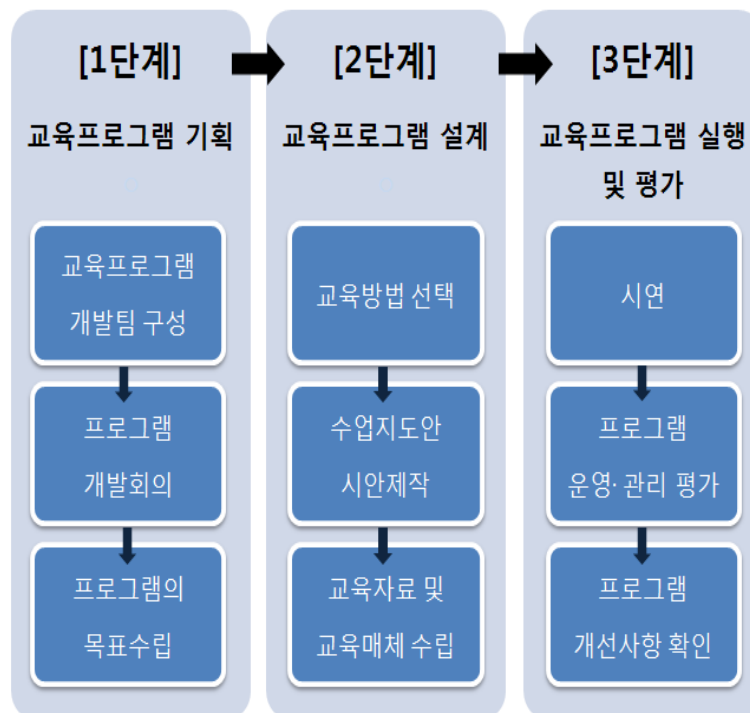 [1단계]
교육프로그램 기획
교육프로그램
개발팀 구성
프로그램
개발회의
프로그램의
목표수립
[2단계]
교육프로그램 설계
교육방법 선택
수업지도안
시안제작
교육자료 및
교육매체 수립
[3단계]
교육프로그램 실행
및 평가
시연
프로그램
운영· 관리 평가
프로그램
개선사항 확인